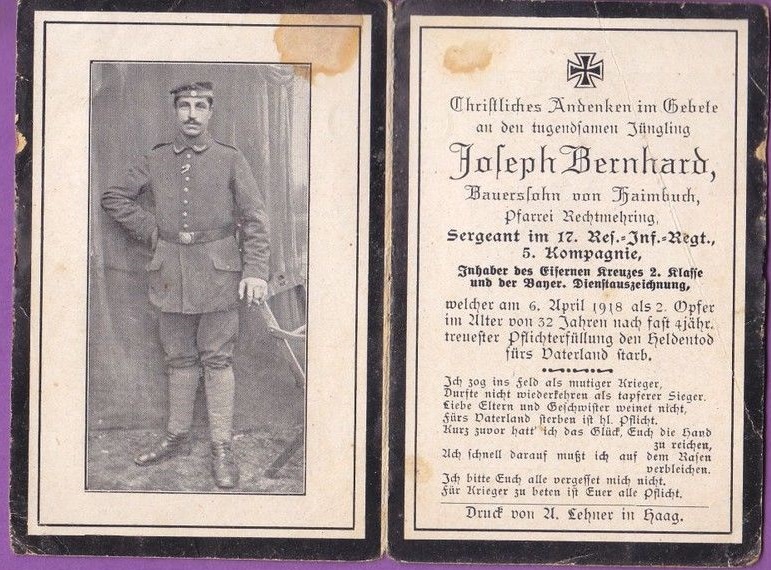 Christliches Andenken im Gebete
an den tugendsamen Jüngling
Joseph Bernhard,
Bauerssohn von Haimbuch,
Pfarrei Rechtmehring,
Sergeant im 17. Res.-Inf.-Regt.,
5. Kompagnie,
Inhaber des Eisernen Kreuzes 2. Klasse
und der Bayer. Dienstauszeichnung,
welcher am 6. April 1918 als 2. Opfer
im Alter von 32 Jahren nach fast 4jähr.
treuester Pflichterfüllung den Heldentod
fürs Vaterland starb.
Ich zog ins Feld als mutiger Krieger,
Durfte nicht wiederkehren als tapferer Sieger.
Liebe Eltern und Geschwister weinet nicht,
Fürs Vaterland sterben ist hl. Pflicht.
Kurz zuvor hatt' ich das Glück, Euch die Hand
zu reichen,
Ach schnell darauf mußt ich auf dem Rasen
verbleichen.
Ich bitte Euch alle vergesset mich nicht.
Für Krieger zu beten ist Euer alle Pflicht.
Druck von A. Lehner in Haag.